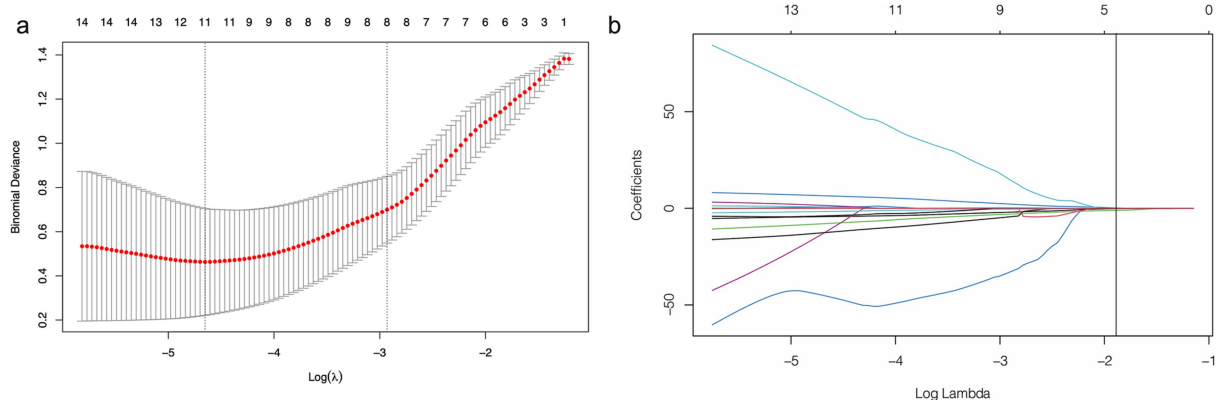 a
14 14 14 13 12 11 11 9 9 8 8 8 8 8 7 7 7 6 6 3 3 1
Binomial Deviance
1.4
1.2
1.0
0.8
0.6
0.4
0.2
−5 −4 −3 −2
Log(λ)
b
13 11 9 5 0
Coefficients
50
0
−50
−5 −4 −3 −2 −1
Log Lambda